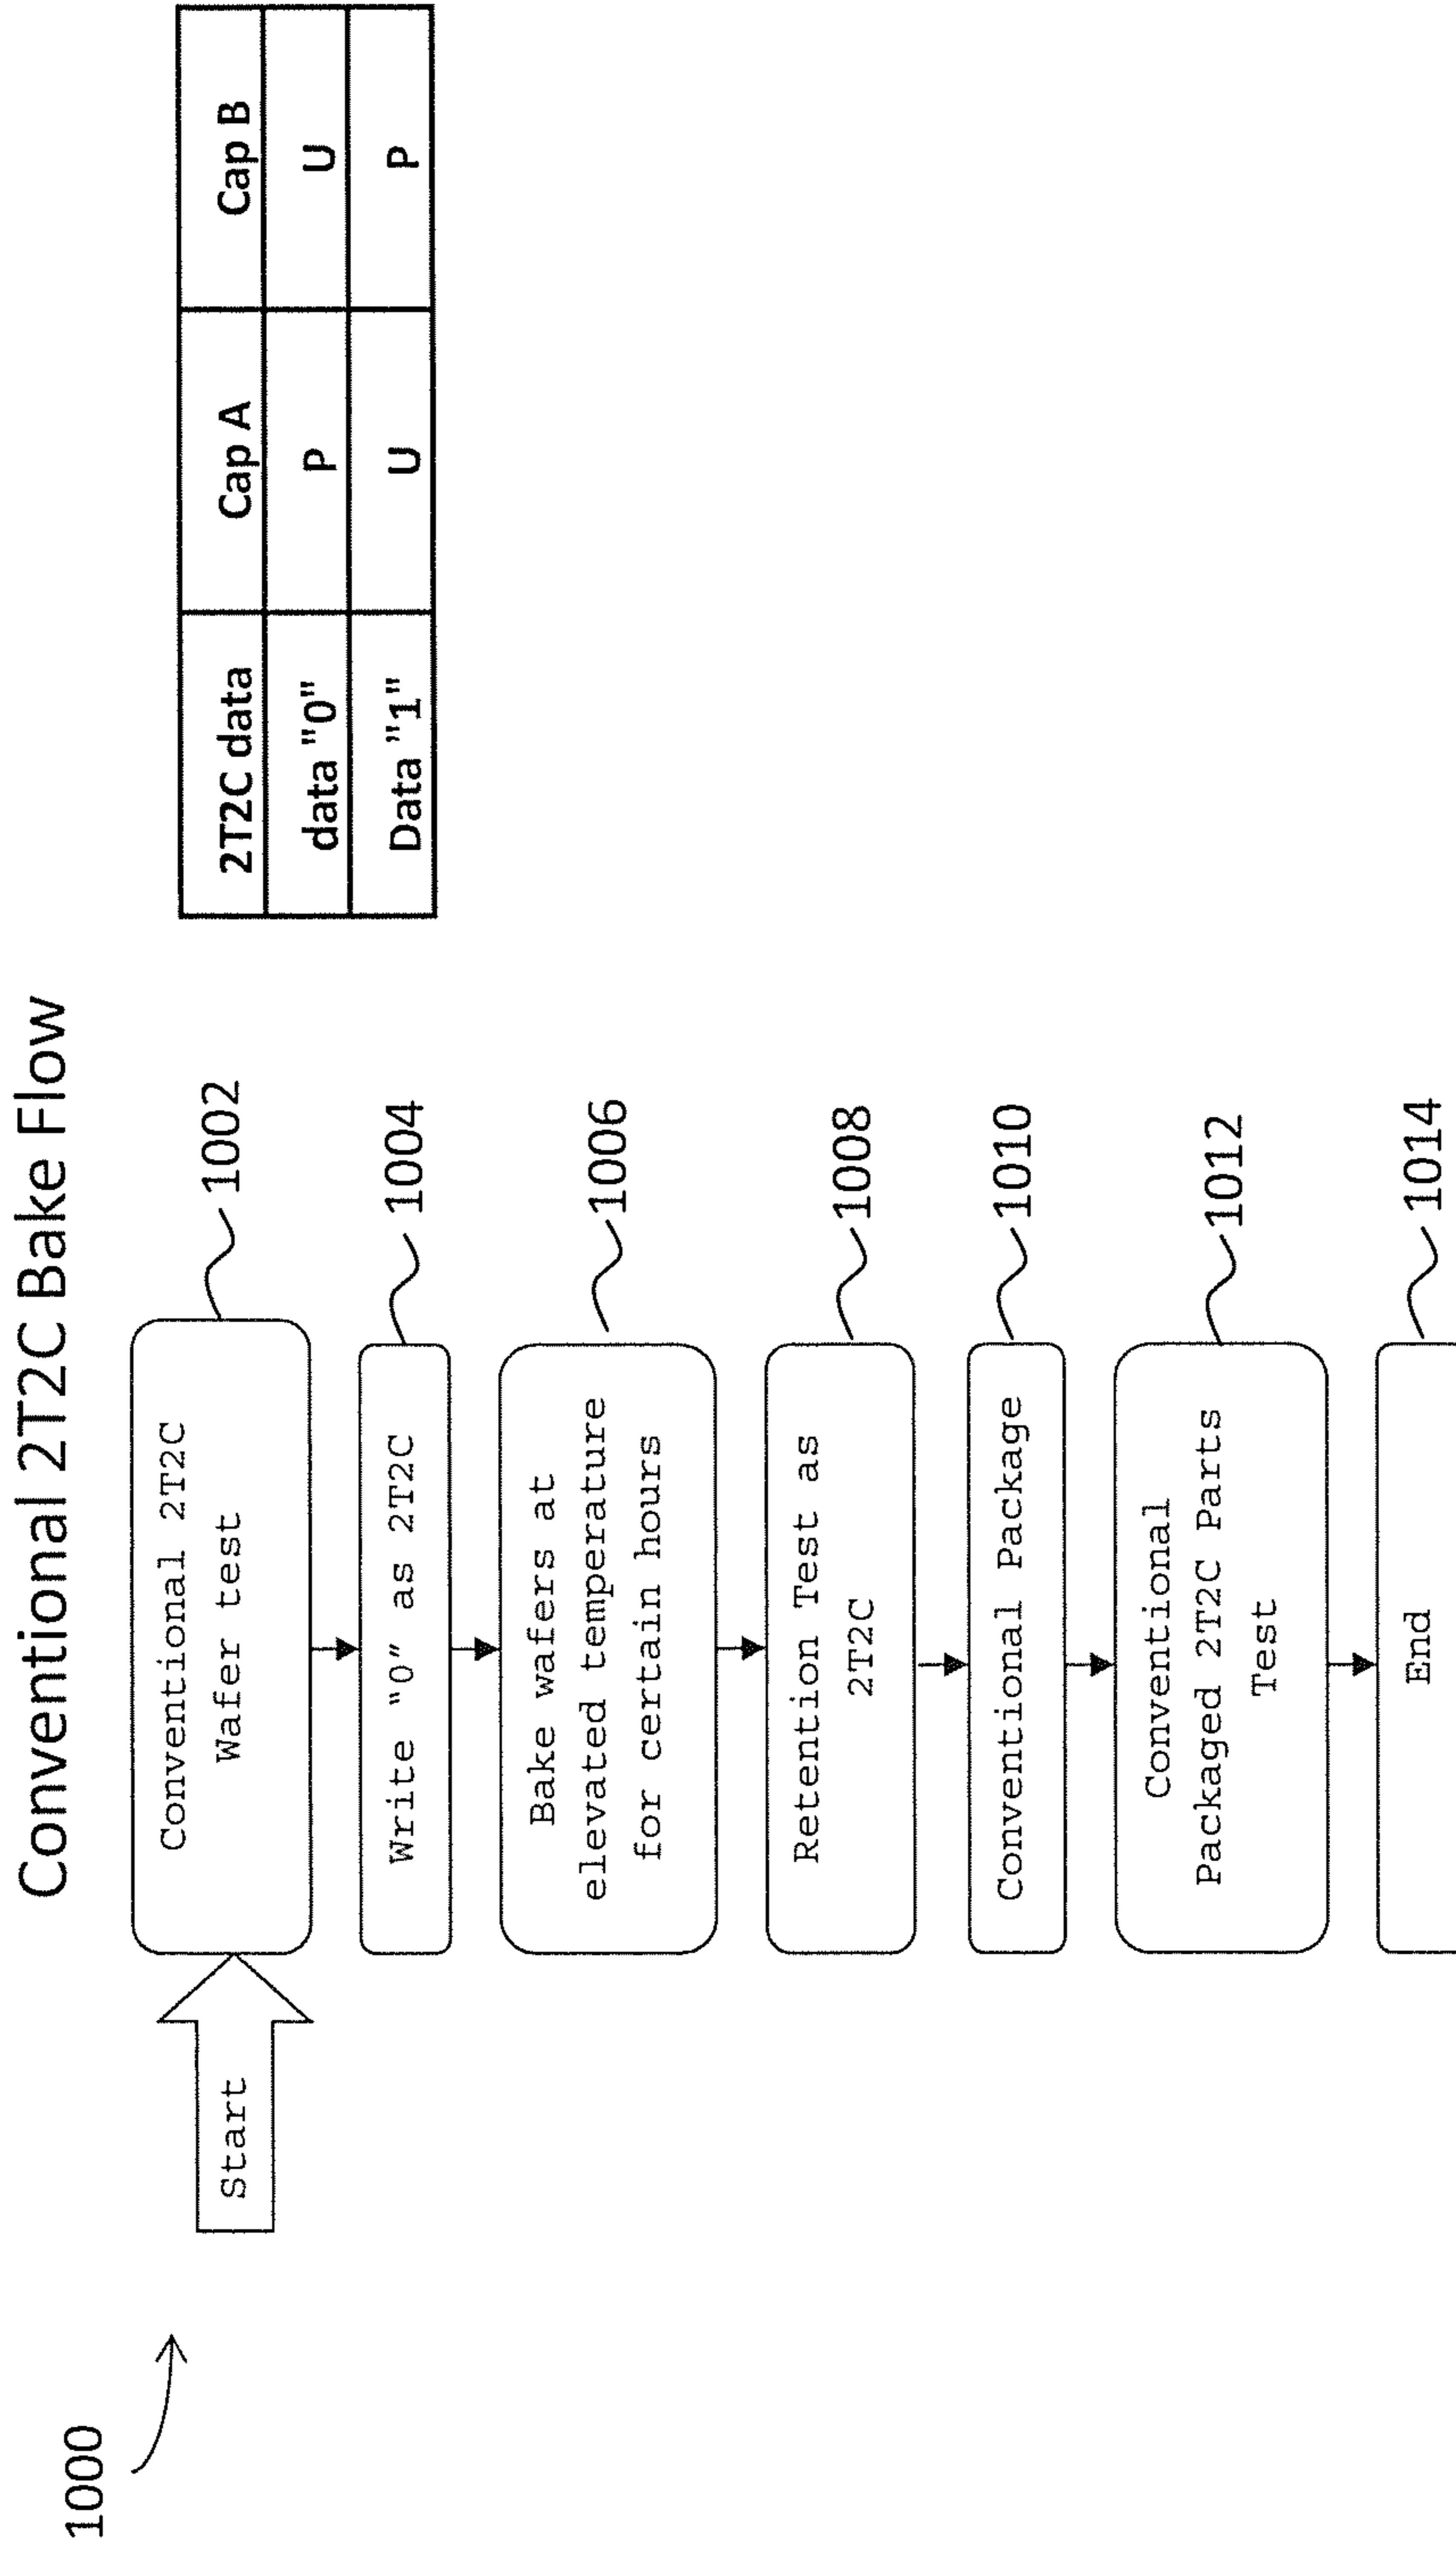 Conventional 2T2C Bake Flow
1000
Start
Conventional 2T2C
Wafer test
1002
Write "0" as 2T2C
1004
Bake wafers at
elevated temperature
for certain hours
1006
Retention Test as
2T2C
1008
Conventional Package
1010
Conventional
Packaged 2T2C Parts
Test
1012
End
1014
2T2C data Cap A Cap B
data "0" P U
Data "1" U P